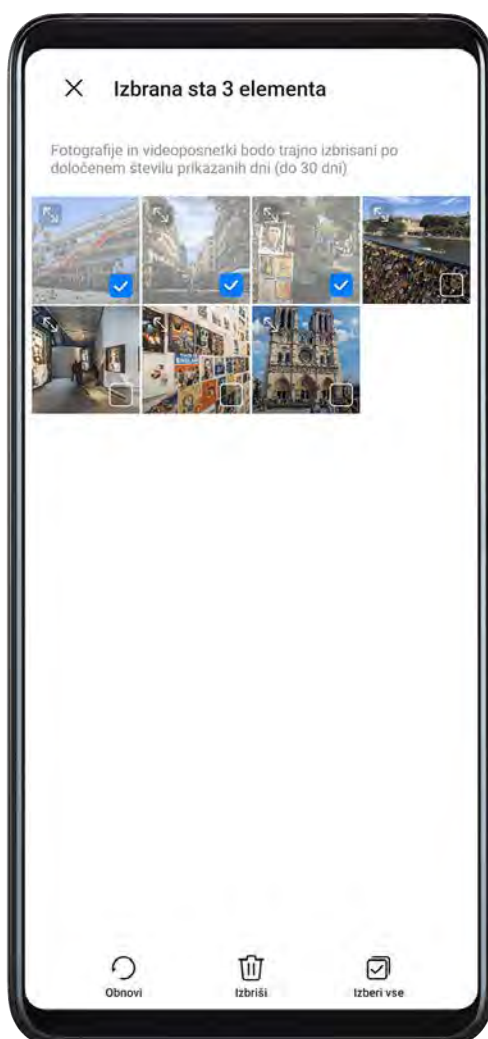 Izbrana sta 3 elementa
Fotografije in videoposnetki bodo trajno izbrisani po
določenem številu prikazanih dni (do 30 dni)
Obnovi
Izbriši
Izberi vse